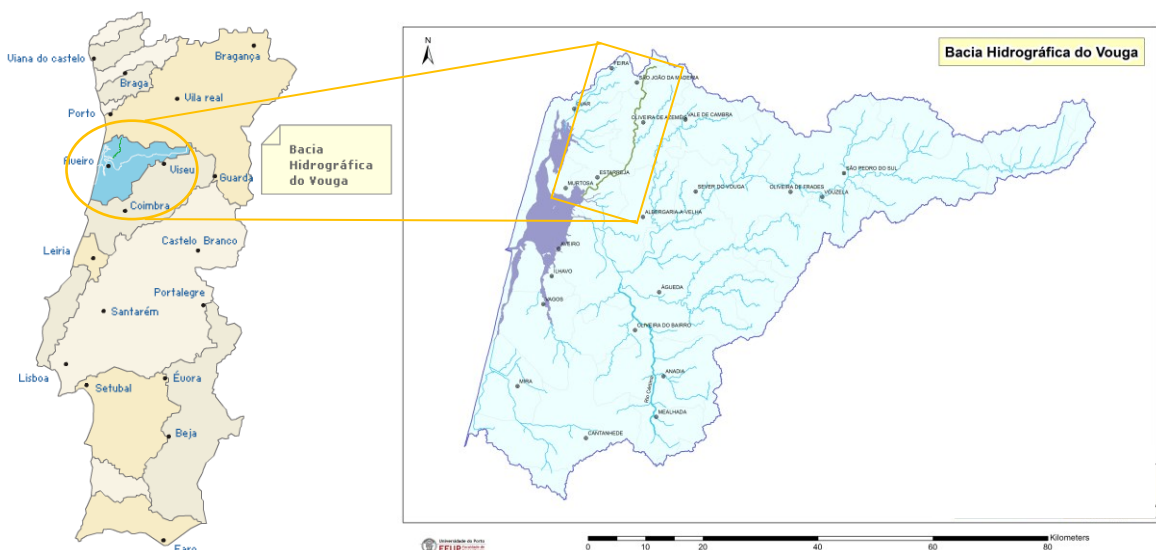 Viana do castelo
Bragança
Braga
Vila real
Porto
Aveiro
Viseu
Guarda
Coimbra
Bacia
Hidrográfica
do Vouga
Castelo Branco
Leiria
Portalegre
Santarém
Lisboa
Setubal
Évora
Beja
Faro
N
Bacia Hidrográfica do Vouga
FEIRA
SÃO JOÃO DA MADEIRA
OVAR
OLIVEIRA DE AZEMÉIS
VALE DE CAMBRA
ESTARREJA
MURTOSA
SEVER DO VOUGA
OLIVEIRA DE FRADES
SÃO PEDRO DO SUL
VOUZELA
ALBERGARIA-A-VELHA
AVEIRO
ÍLHAVO
VAGOS
ÁGUEDA
OLIVEIRA DO BAIRRO
MIRA
ANADIA
Rio Cértima
MEALHADA
CANTANHEDE
Universidade do Porto
FEUP
0 5 10 20 40 60 80
Kilometers